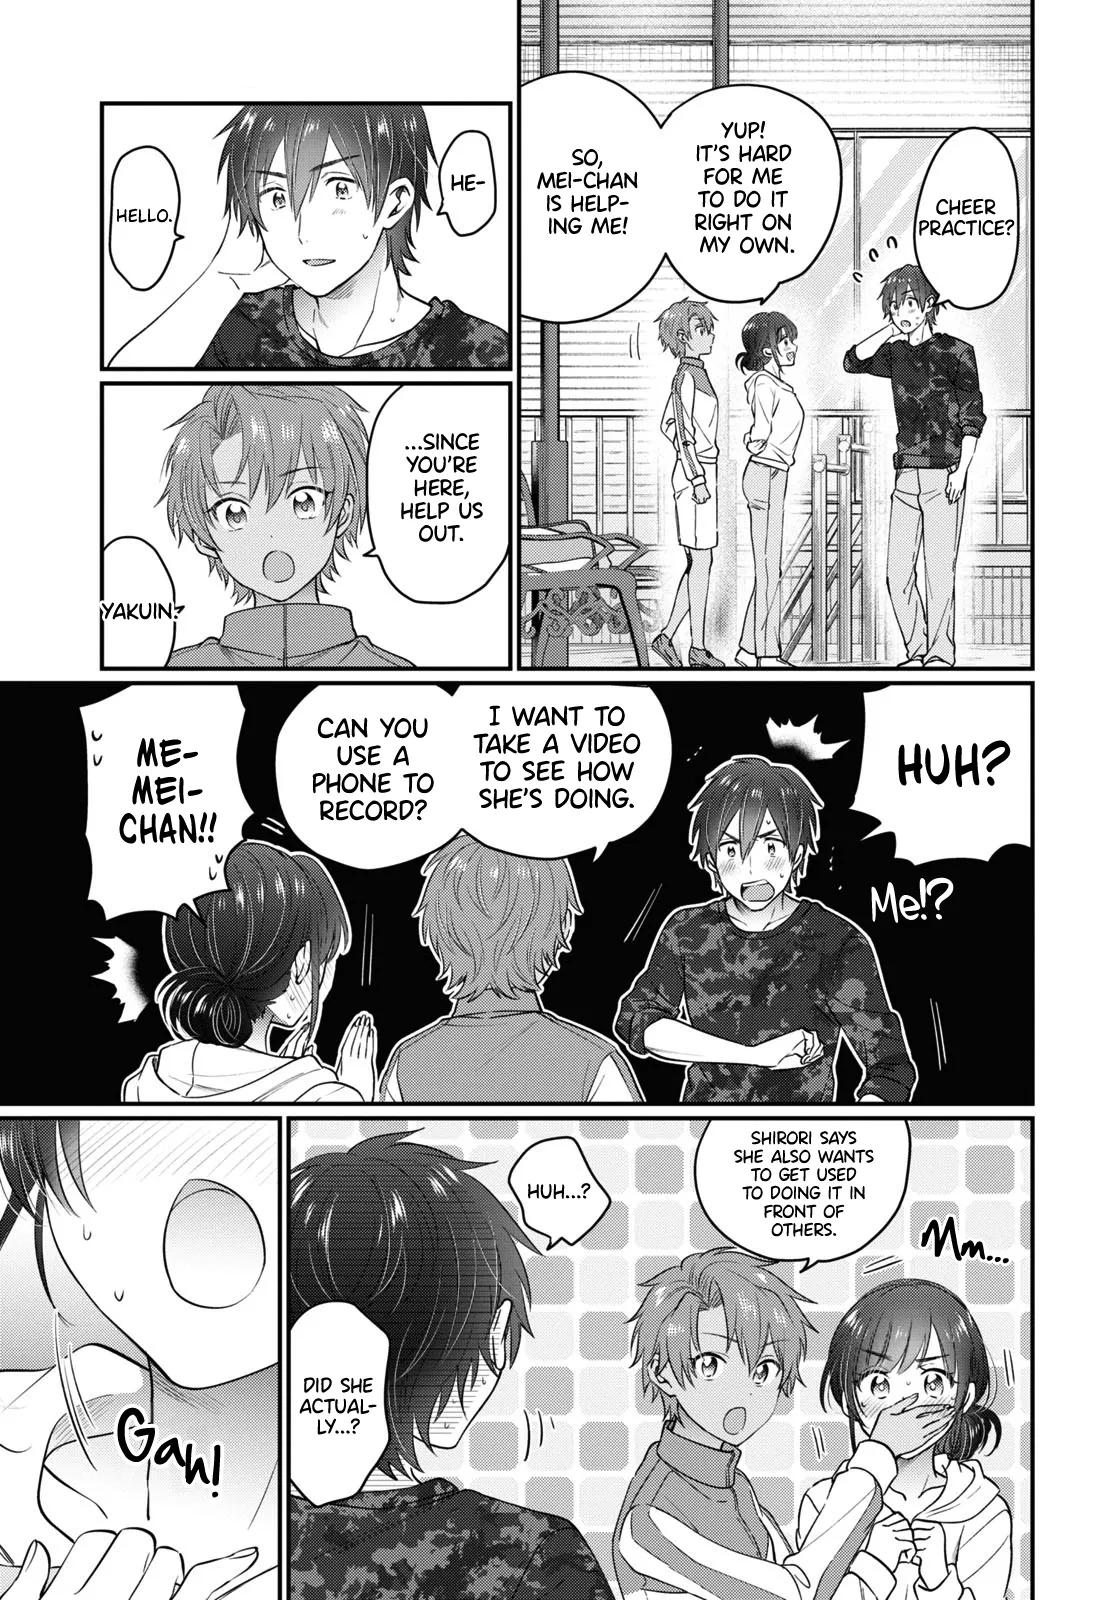 CHEER
PRACTICE?
YUP!
IT'S HARD
FOR ME
TO DO IT
RIGHT ON
MY OWN.
SO,
MEI-CHAN
IS HELP-
ING ME!
HE-
HELLO.
...SINCE
YOU'RE
HERE,
HELP US
OUT.
YAKUIN?
HUH?
Me!?
I WANT TO
TAKE A VIDEO
TO SEE HOW
SHE'S DOING.
CAN YOU
USE A
PHONE TO
RECORD?
ME-
MEI-
CHAN!!
SHIRORI SAYS
SHE ALSO WANTS
TO GET USED
TO DOING IT IN
FRONT OF
OTHERS.
Mm...
HUH...?
DID SHE
ACTUAL-
LY...?
Gah!